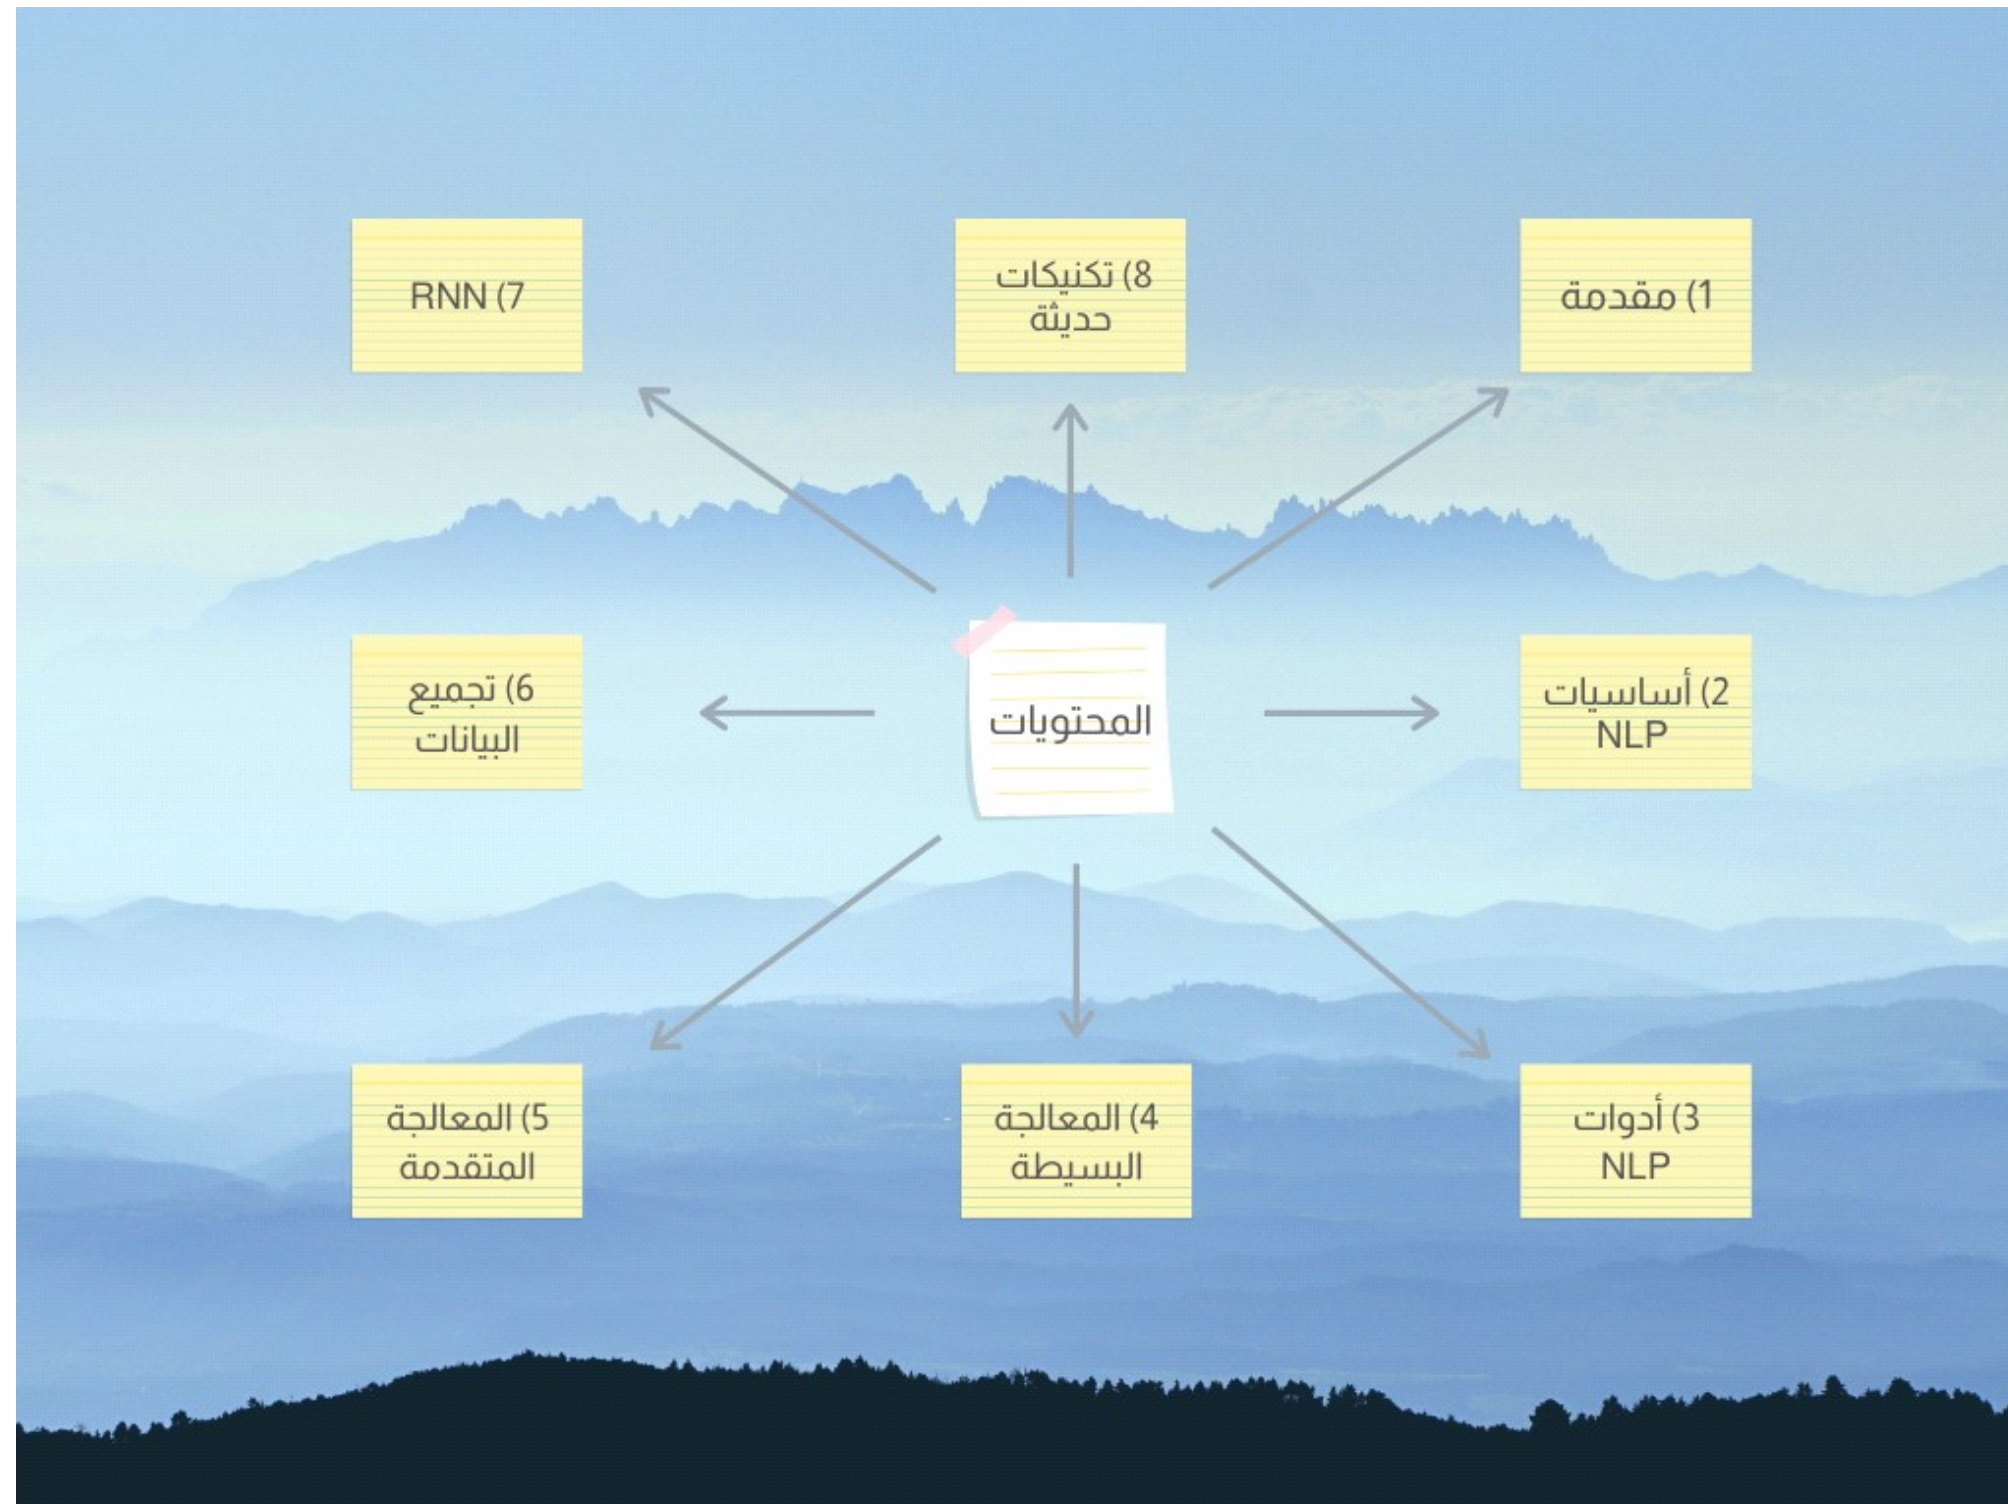 المحتويات
1) مقدمة
2) أساسيات
NLP
3) أدوات
NLP
4) المعالجة
البسيطة
5) المعالجة
المتقدمة
6) تجميع
البيانات
7) RNN
8) تكنيكات
حديثة